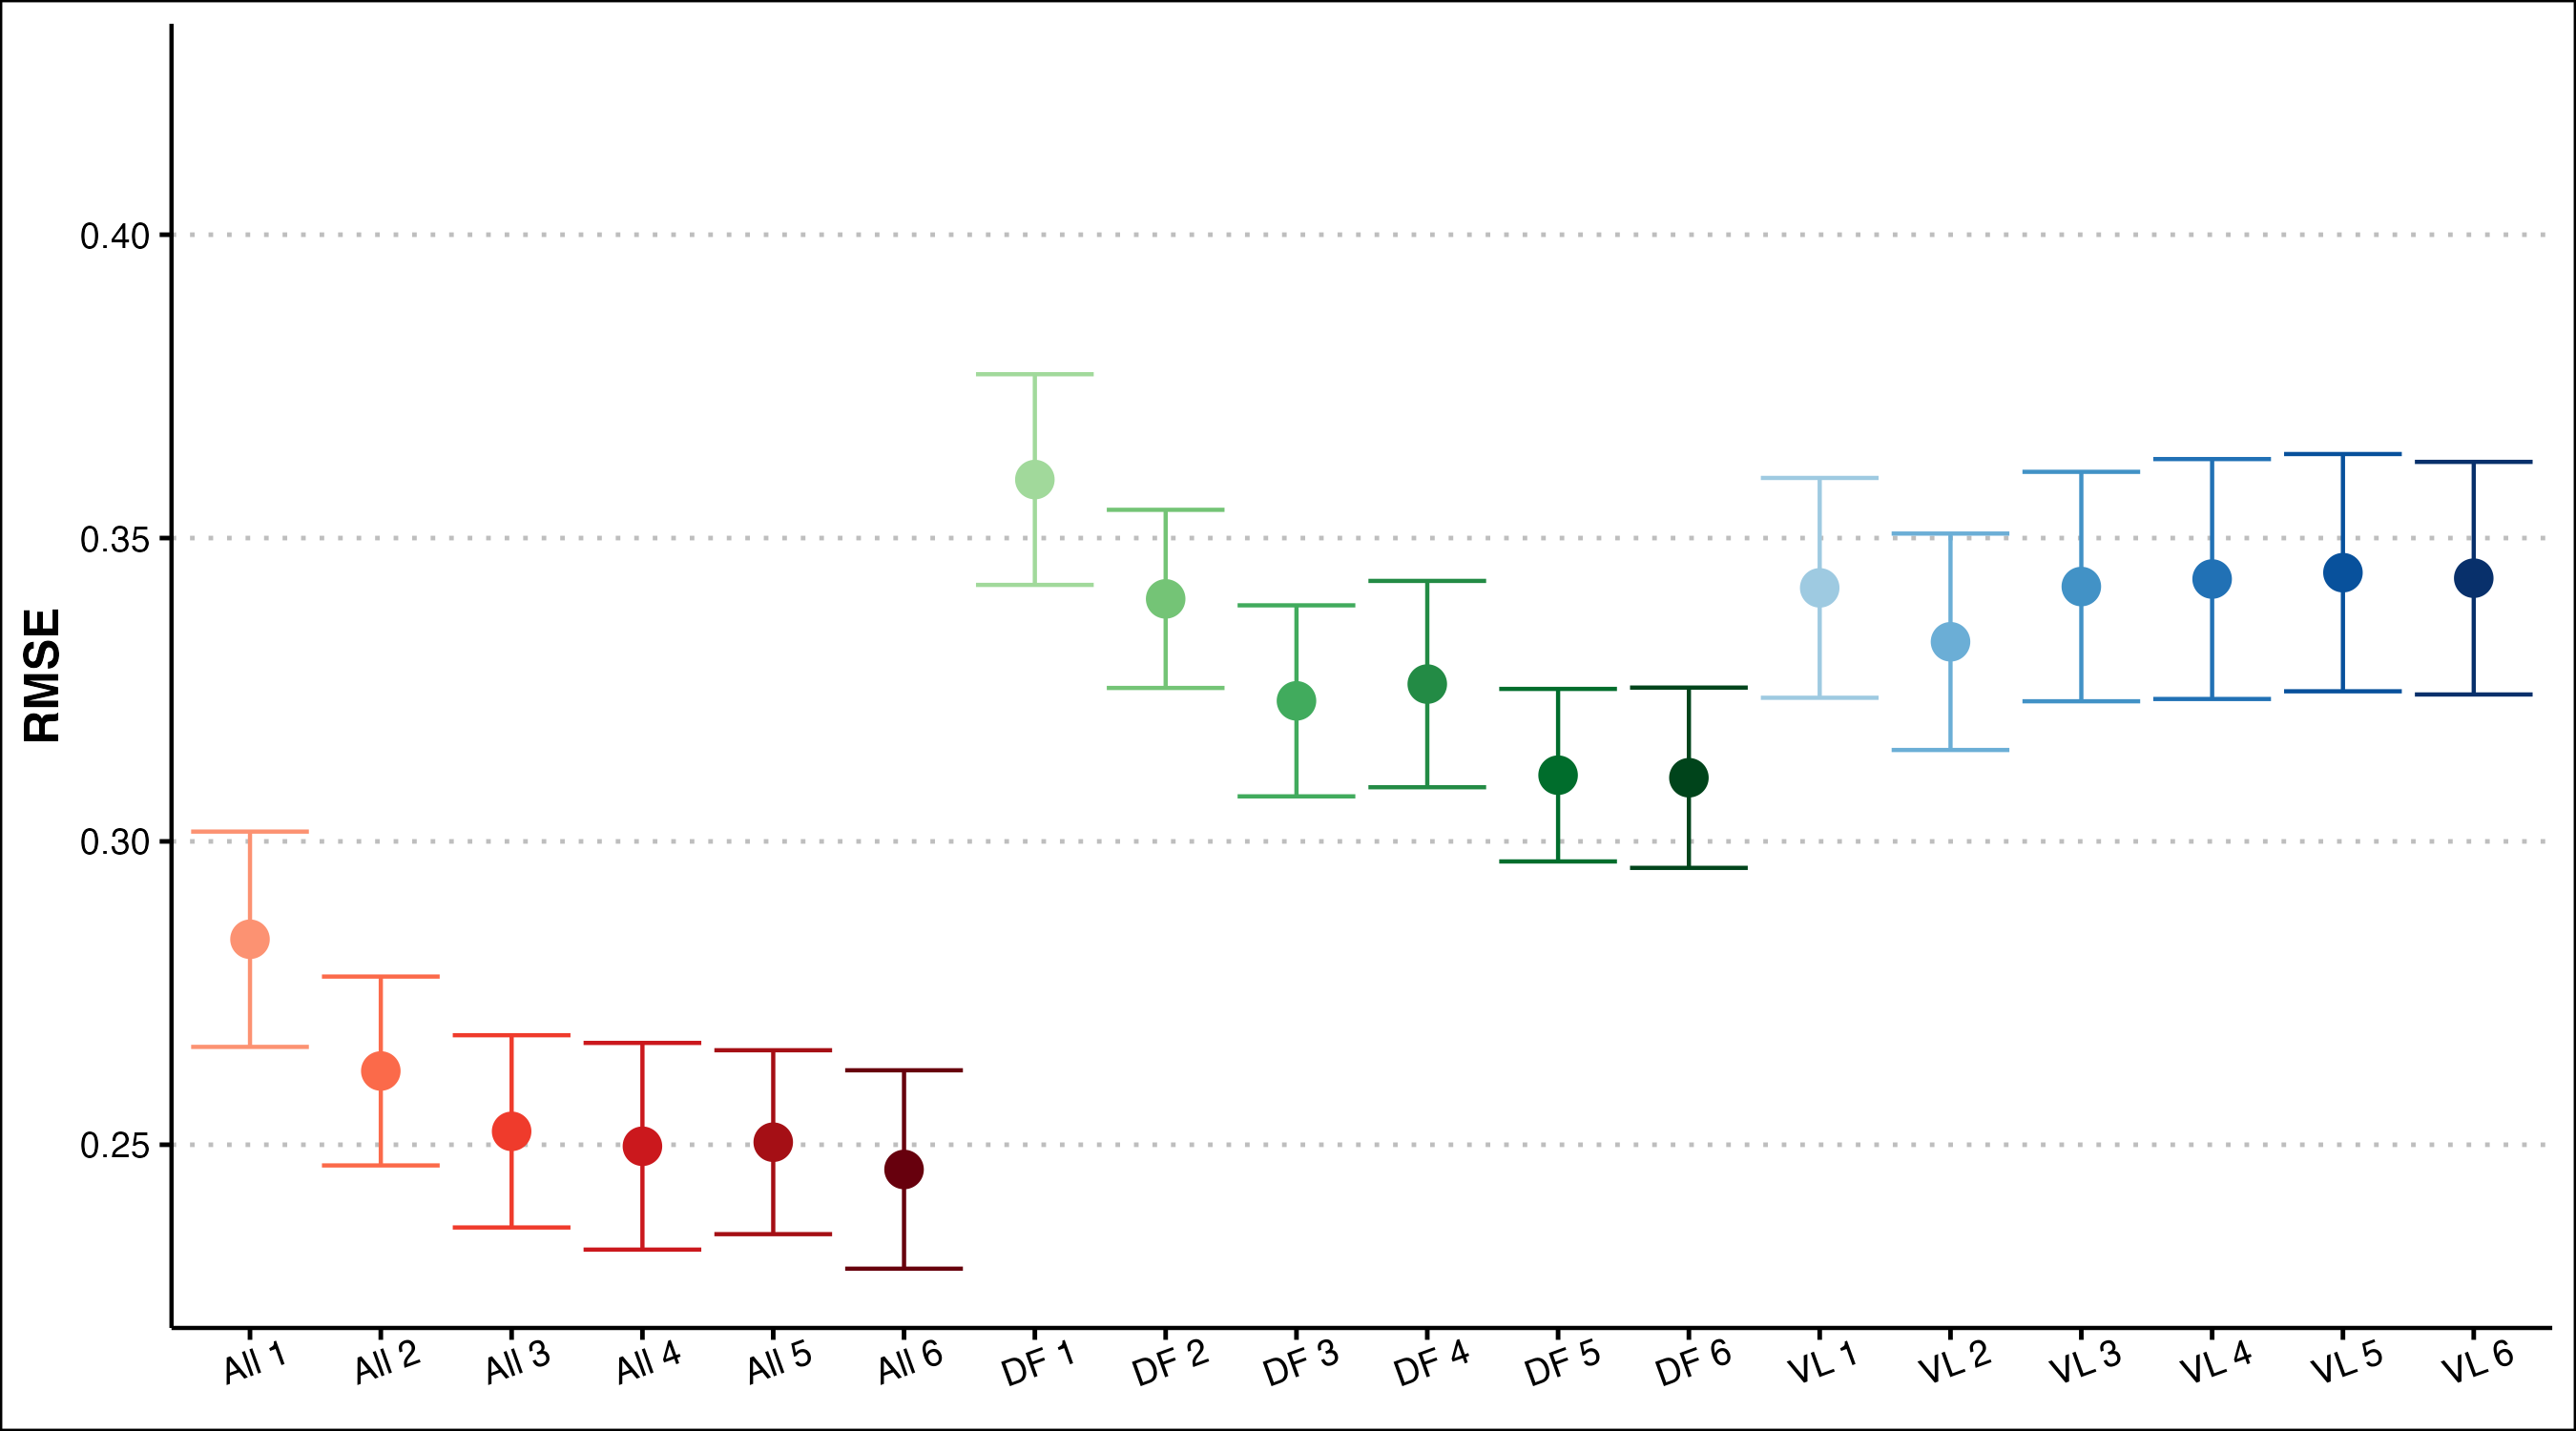 RMSE
0.40
0.35
0.30
0.25
All 1
All 2
All 3
All 4
All 5
All 6
DF 1
DF 2
DF 3
DF 4
DF 5
DF 6
VL 1
VL 2
VL 3
VL 4
VL 5
VL 6